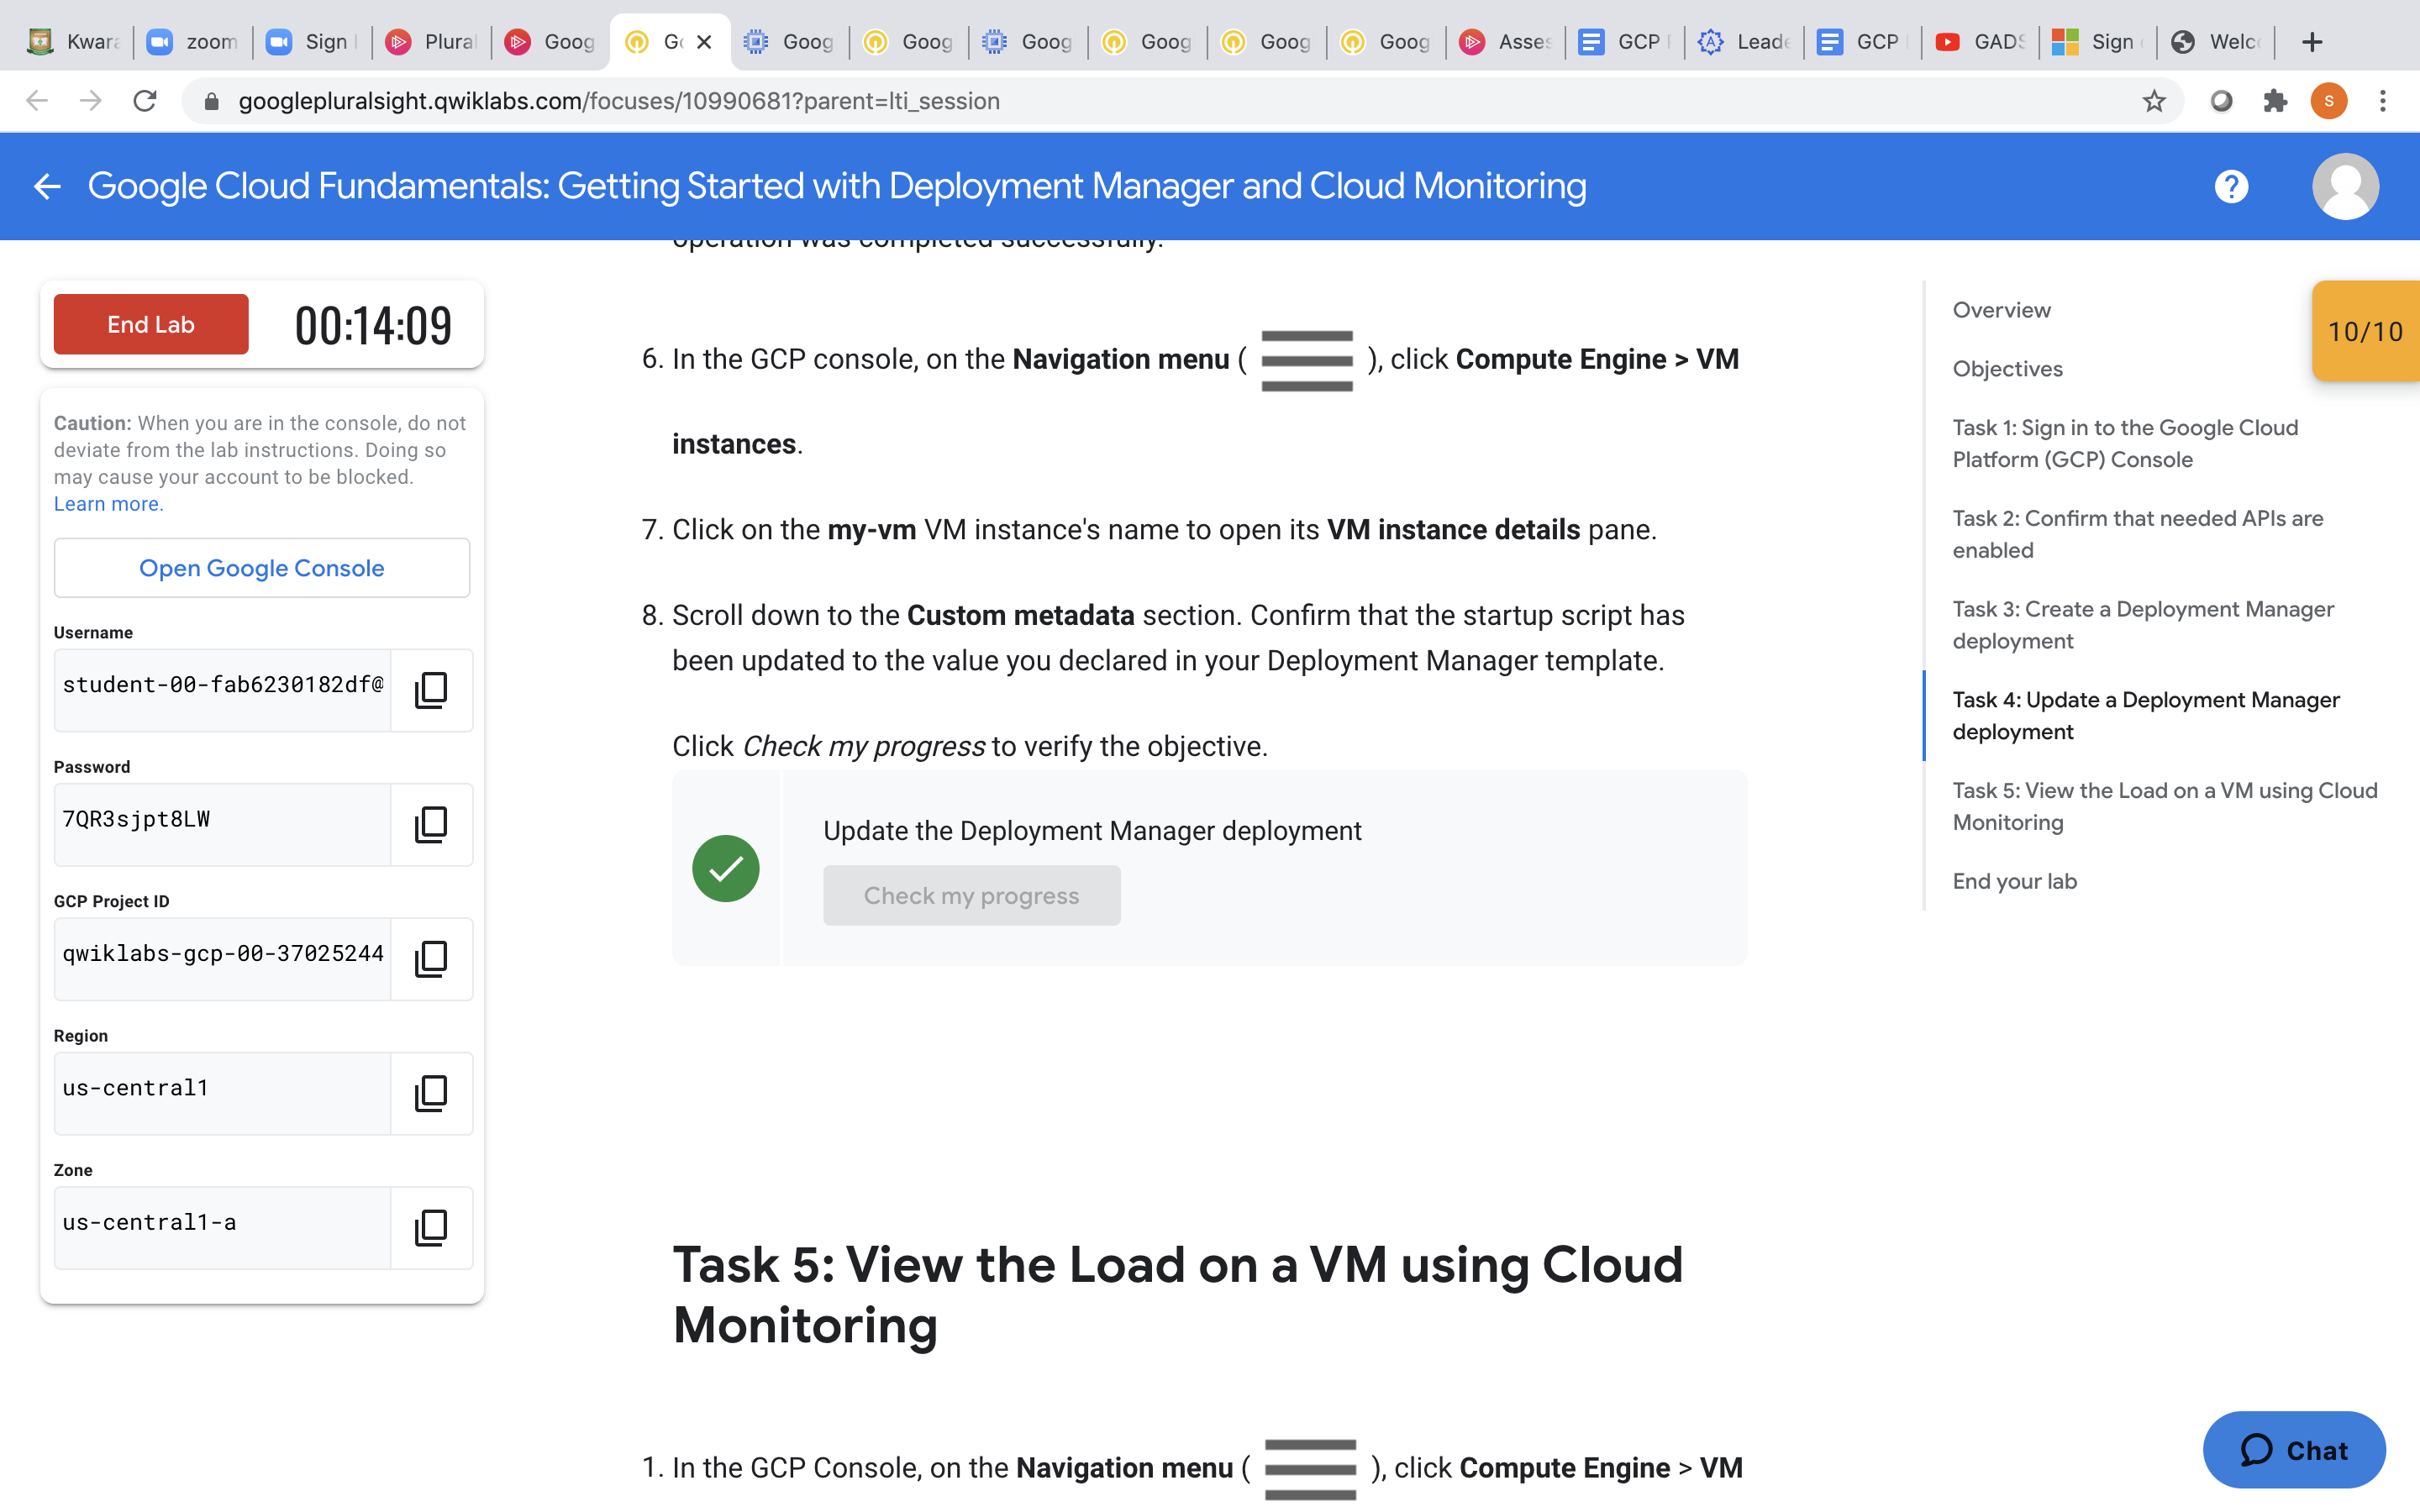 Kwara
zoom
Sign
Plural
Goog
Go
Goog
Goog
Goog
Goog
Goog
Goog
Asses
GCP
Leade
GCP
GADS
Sign
Welco
googlepluralsight.qwiklabs.com/focuses/10990681?parent=lti_session
S
Google Cloud Fundamentals: Getting Started with Deployment Manager and Cloud Monitoring
?
End Lab
00:14:09
Caution: When you are in the console, do not
deviate from the lab instructions. Doing so
may cause your account to be blocked.
Learn more.
Open Google Console
Username
student-00-fab6230182df@
Password
7QR3sjpt8LW
GCP Project ID
qwiklabs-gcp-00-37025244
Region
us-central1
Zone
us-central1-a
operation was completed successfully.
6. In the GCP console, on the Navigation menu ( ), click Compute Engine > VM
instances.
7. Click on the my-vm VM instance's name to open its VM instance details pane.
8. Scroll down to the Custom metadata section. Confirm that the startup script has
been updated to the value you declared in your Deployment Manager template.
Click Check my progress to verify the objective.
Update the Deployment Manager deployment
Check my progress
Task 5: View the Load on a VM using Cloud
Monitoring
1. In the GCP Console, on the Navigation menu ( ), click Compute Engine > VM
Overview
Objectives
Task 1: Sign in to the Google Cloud
Platform (GCP) Console
Task 2: Confirm that needed APIs are
enabled
Task 3: Create a Deployment Manager
deployment
Task 4: Update a Deployment Manager
deployment
Task 5: View the Load on a VM using Cloud
Monitoring
End your lab
10/10
Chat